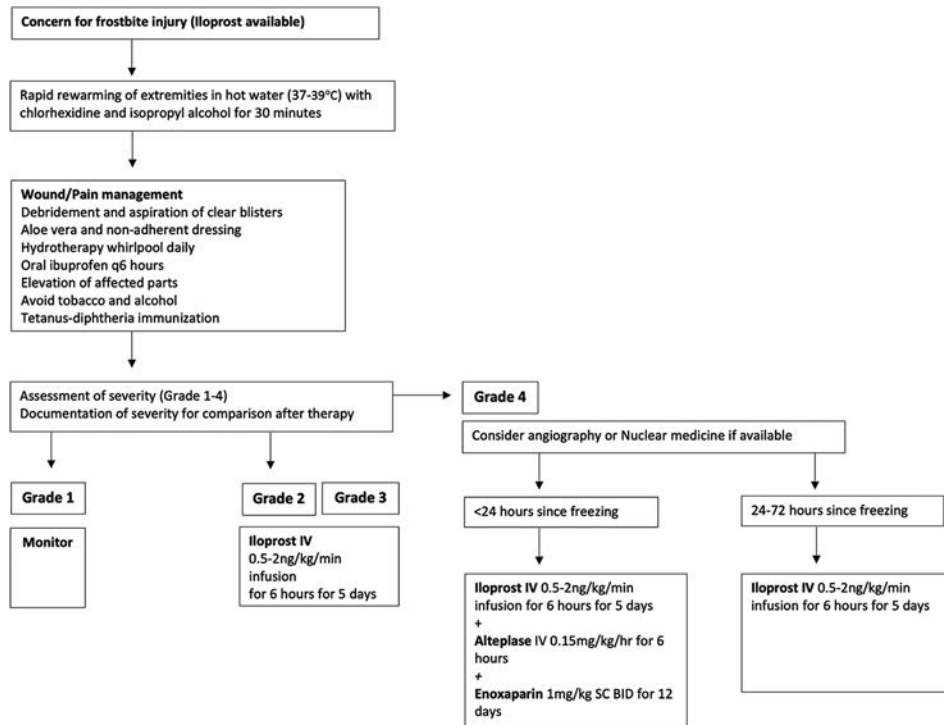 Concern for frostbite injury (Iloprost available)
Rapid rewarming of extremities in hot water (37-39°C) with
chlorhexidine and isopropyl alcohol for 30 minutes
Wound/Pain management
Debridement and aspiration of clear blisters
Aloe vera and non-adherent dressing
Hydrotherapy whirlpool daily
Oral ibuprofen q6 hours
Elevation of affected parts
Avoid tobacco and alcohol
Tetanus-diphtheria immunization
Assessment of severity (Grade 1-4)
Documentation of severity for comparison after therapy
Grade 4
Consider angiography or Nuclear medicine if available
Grade 1
Monitor
Grade 2
Grade 3
Iloprost IV
0.5-2ng/kg/min
infusion
for 6 hours for 5 days
<24 hours since freezing
Iloprost IV 0.5-2ng/kg/min
infusion for 6 hours for 5 days
+
Alteplase IV 0.15mg/kg/hr for 6
hours
+
Enoxaparin 1mg/kg SC BID for 12
days
24-72 hours since freezing
Iloprost IV 0.5-2ng/kg/min
infusion for 6 hours for 5 days